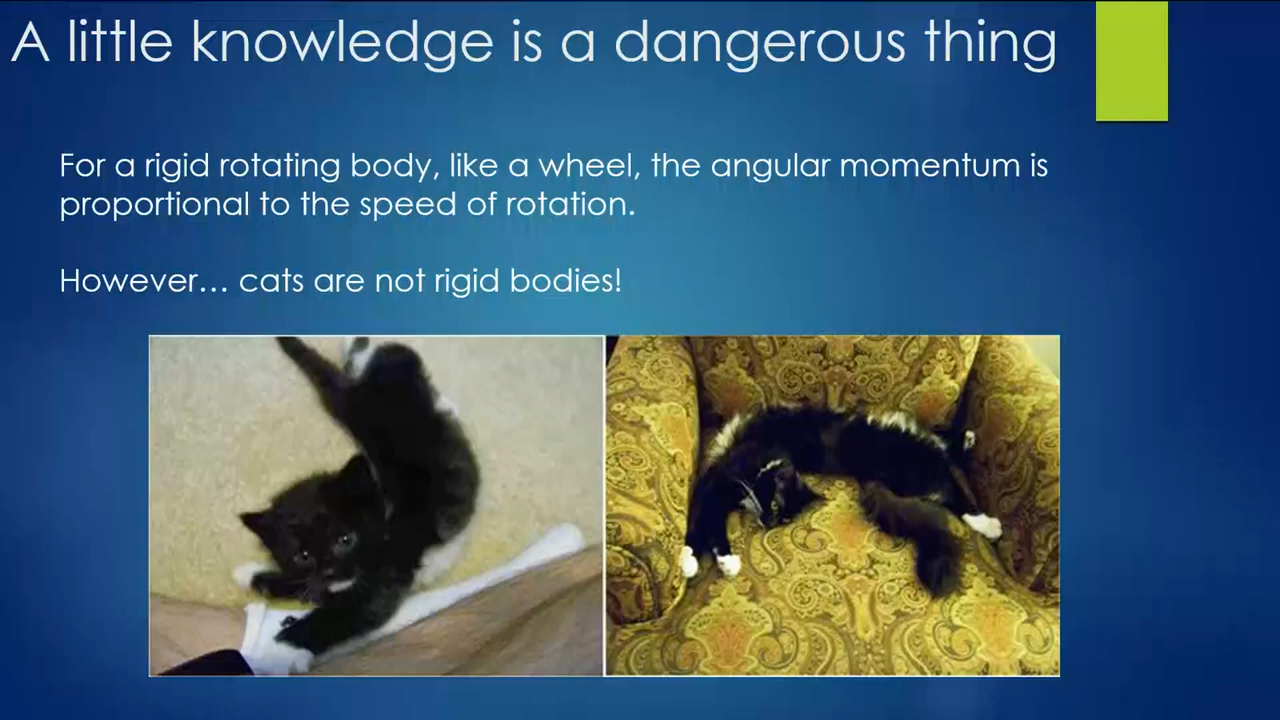 A little knowledge is a dangerous thing
For a rigid rotating body, like a wheel, the angular momentum is
proportional to the speed of rotation.
However... cats are not rigid bodies!